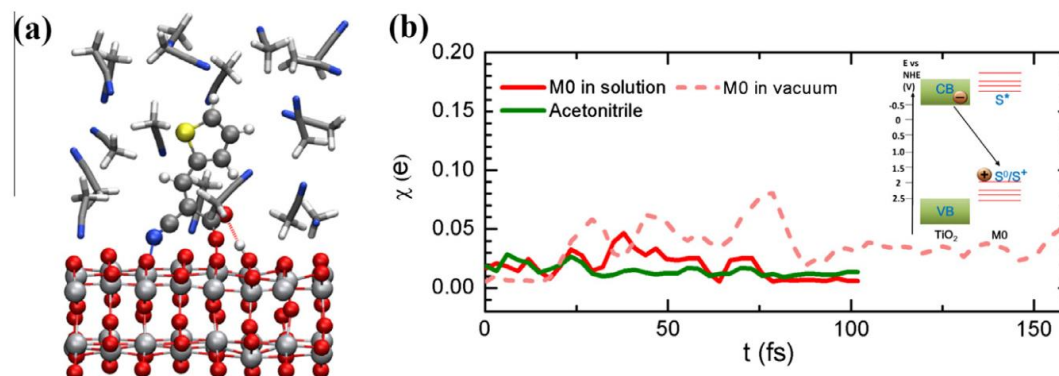 (a)
(b)
0.20
0.15
0.10
0.05
0.00
χ (e)
M0 in solution
M0 in vacuum
Acetonitrile
0
50
100
150
t (fs)
E vs
NHE
(V)
-0.5
0
0.5
1.0
1.5
2
2.5
CB
S*
S⁰/S⁺
VB
TiO₂
M0